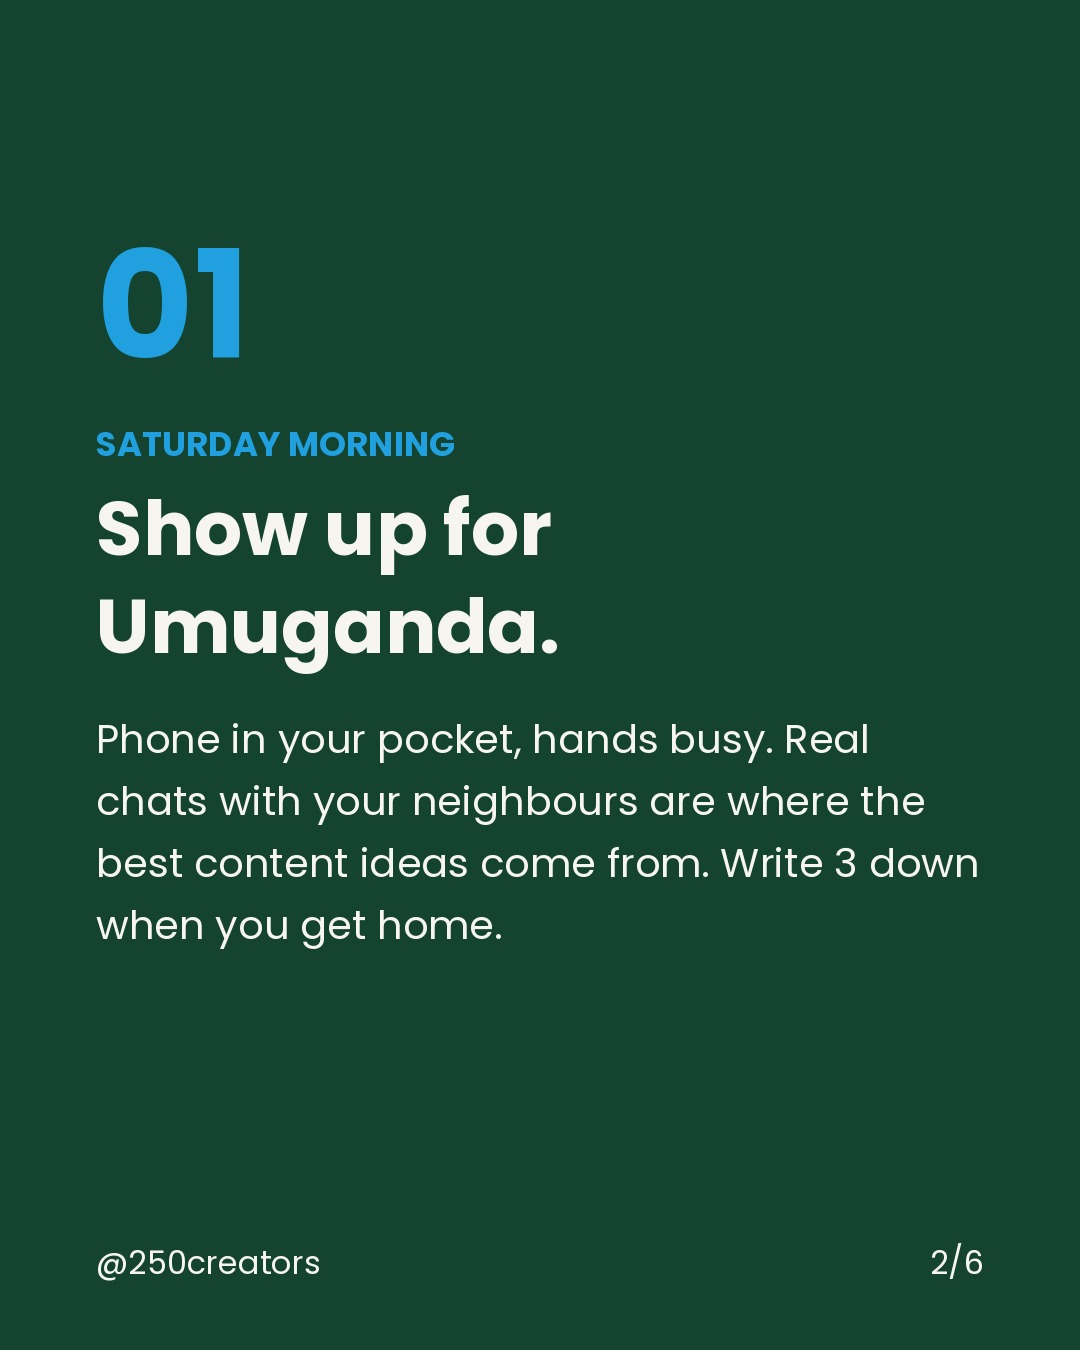 01
SATURDAY MORNING
Show up for
Umuganda.
Phone in your pocket, hands busy. Real
chats with your neighbours are where the
best content ideas come from. Write 3 down
when you get home.
@250creators
2/6